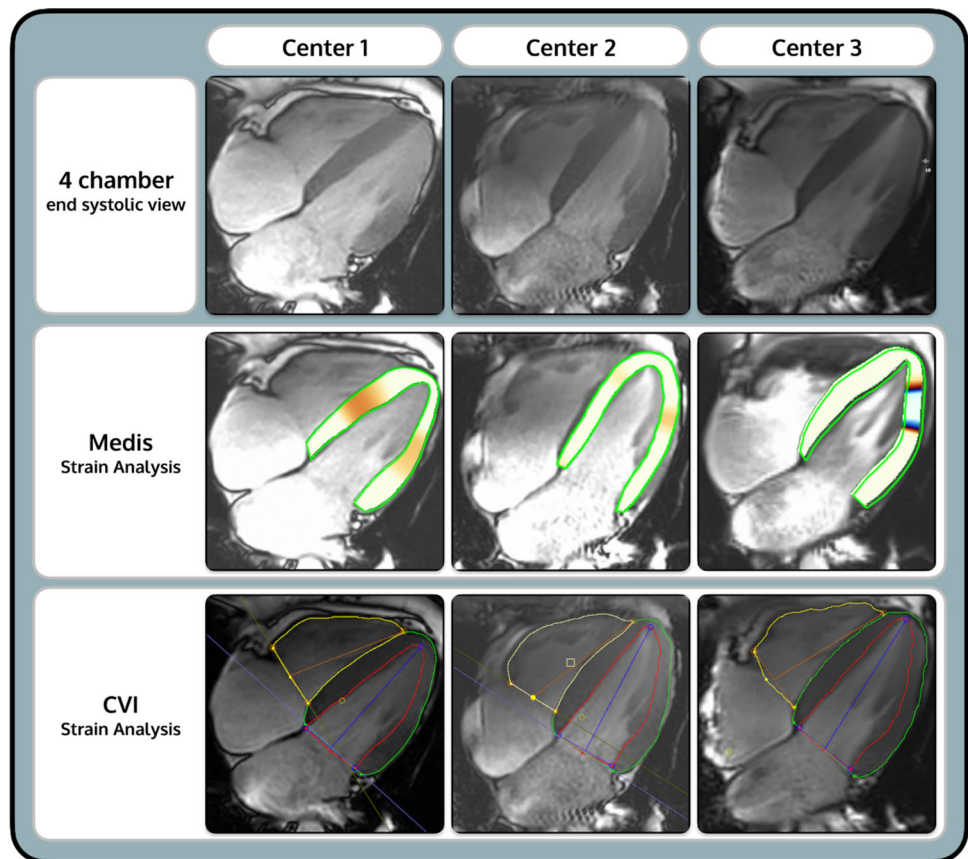 Center 1
Center 2
Center 3
4 chamber
end systolic view
Medis
Strain Analysis
CVI
Strain Analysis